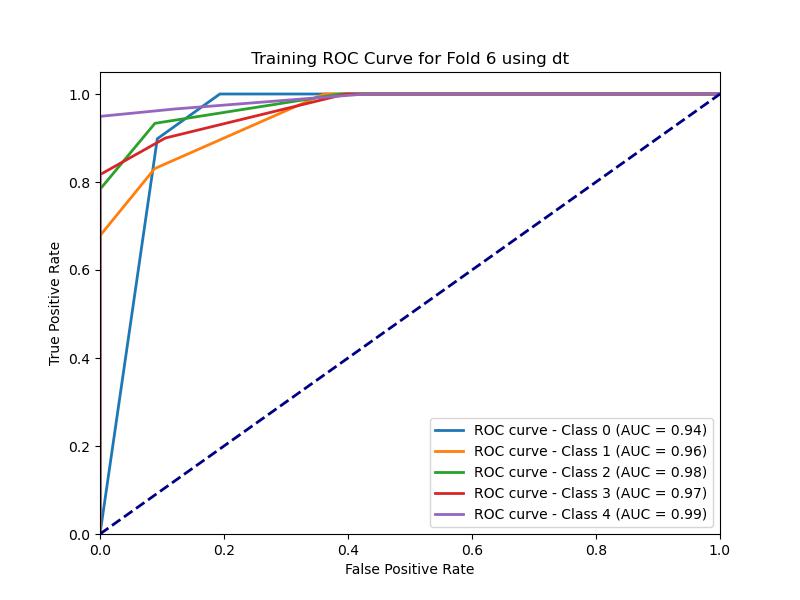 Training ROC Curve for Fold 6 using dt
True Positive Rate
1.0
0.8
0.6
0.4
0.2
0.0
ROC curve - Class 0 (AUC = 0.94)
ROC curve - Class 1 (AUC = 0.96)
ROC curve - Class 2 (AUC = 0.98)
ROC curve - Class 3 (AUC = 0.97)
ROC curve - Class 4 (AUC = 0.99)
0.0 0.2 0.4 0.6 0.8 1.0
False Positive Rate